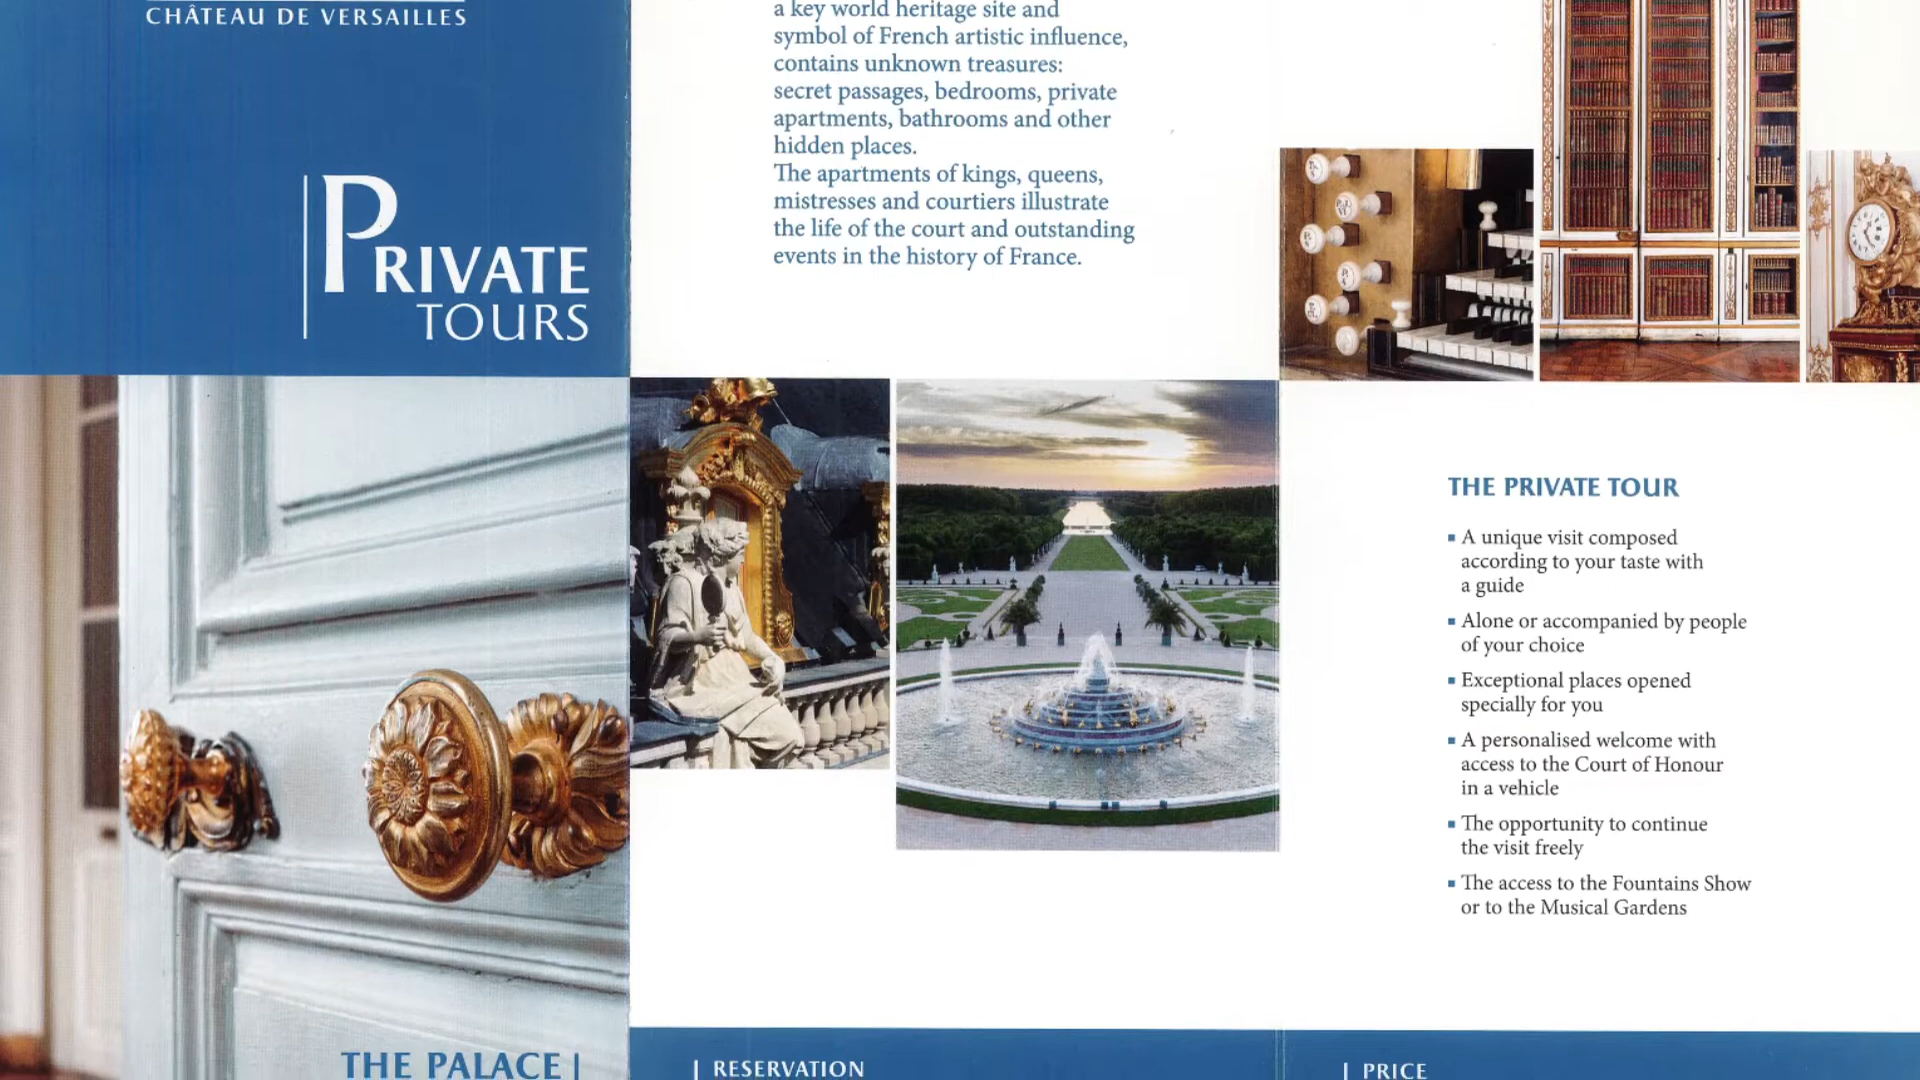 CHÂTEAU DE VERSAILLES
PRIVATE
TOURS
THE PALACE
a key world heritage site and
symbol of French artistic influence,
contains unknown treasures:
secret passages, bedrooms, private
apartments, bathrooms and other
hidden places.
The apartments of kings, queens,
mistresses and courtiers illustrate
the life of the court and outstanding
events in the history of France.
RESERVATION
THE PRIVATE TOUR
▪ A unique visit composed
according to your taste with
a guide
▪ Alone or accompanied by people
of your choice
▪ Exceptional places opened
specially for you
▪ A personalised welcome with
access to the Court of Honour
in a vehicle
▪ The opportunity to continue
the visit freely
▪ The access to the Fountains Show
or to the Musical Gardens
PRICE